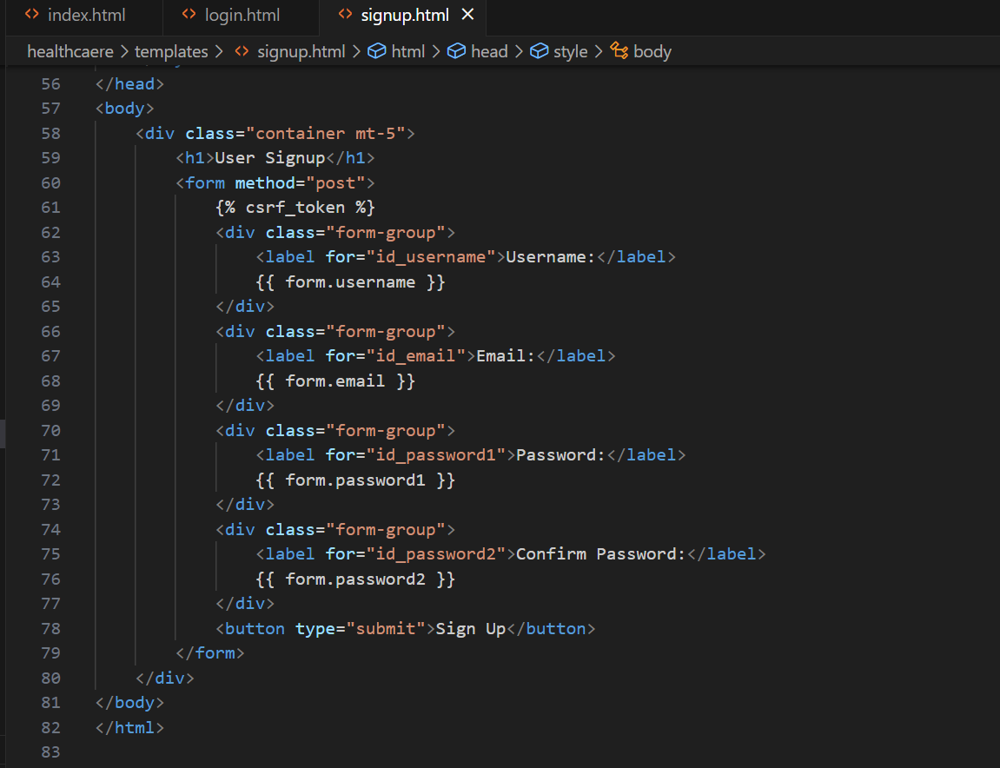 index.html login.html signup.html
healthcaere templates signup.html html head style body
56 </head>
57 <body>
58 <div class="container mt-5">
59 <h1>User Signup</h1>
60 <form method="post">
61 {% csrf_token %}
62 <div class="form-group">
63 <label for="id_username">Username:</label>
64 {{ form.username }}
65 </div>
66 <div class="form-group">
67 <label for="id_email">Email:</label>
68 {{ form.email }}
69 </div>
70 <div class="form-group">
71 <label for="id_password1">Password:</label>
72 {{ form.password1 }}
73 </div>
74 <div class="form-group">
75 <label for="id_password2">Confirm Password:</label>
76 {{ form.password2 }}
77 </div>
78 <button type="submit">Sign Up</button>
79 </form>
80 </div>
81 </body>
82 </html>
83